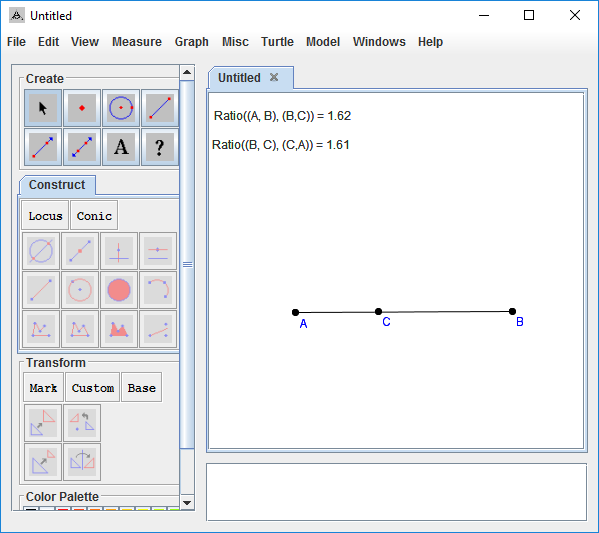 Untitled
File Edit View Measure Graph Misc Turtle Model Windows Help
Create
A ?
Construct
Locus Conic
Transform
Mark Custom Base
Color Palette
Untitled
Ratio((A, B), (B,C)) = 1.62
Ratio((B, C), (C,A)) = 1.61
A C B